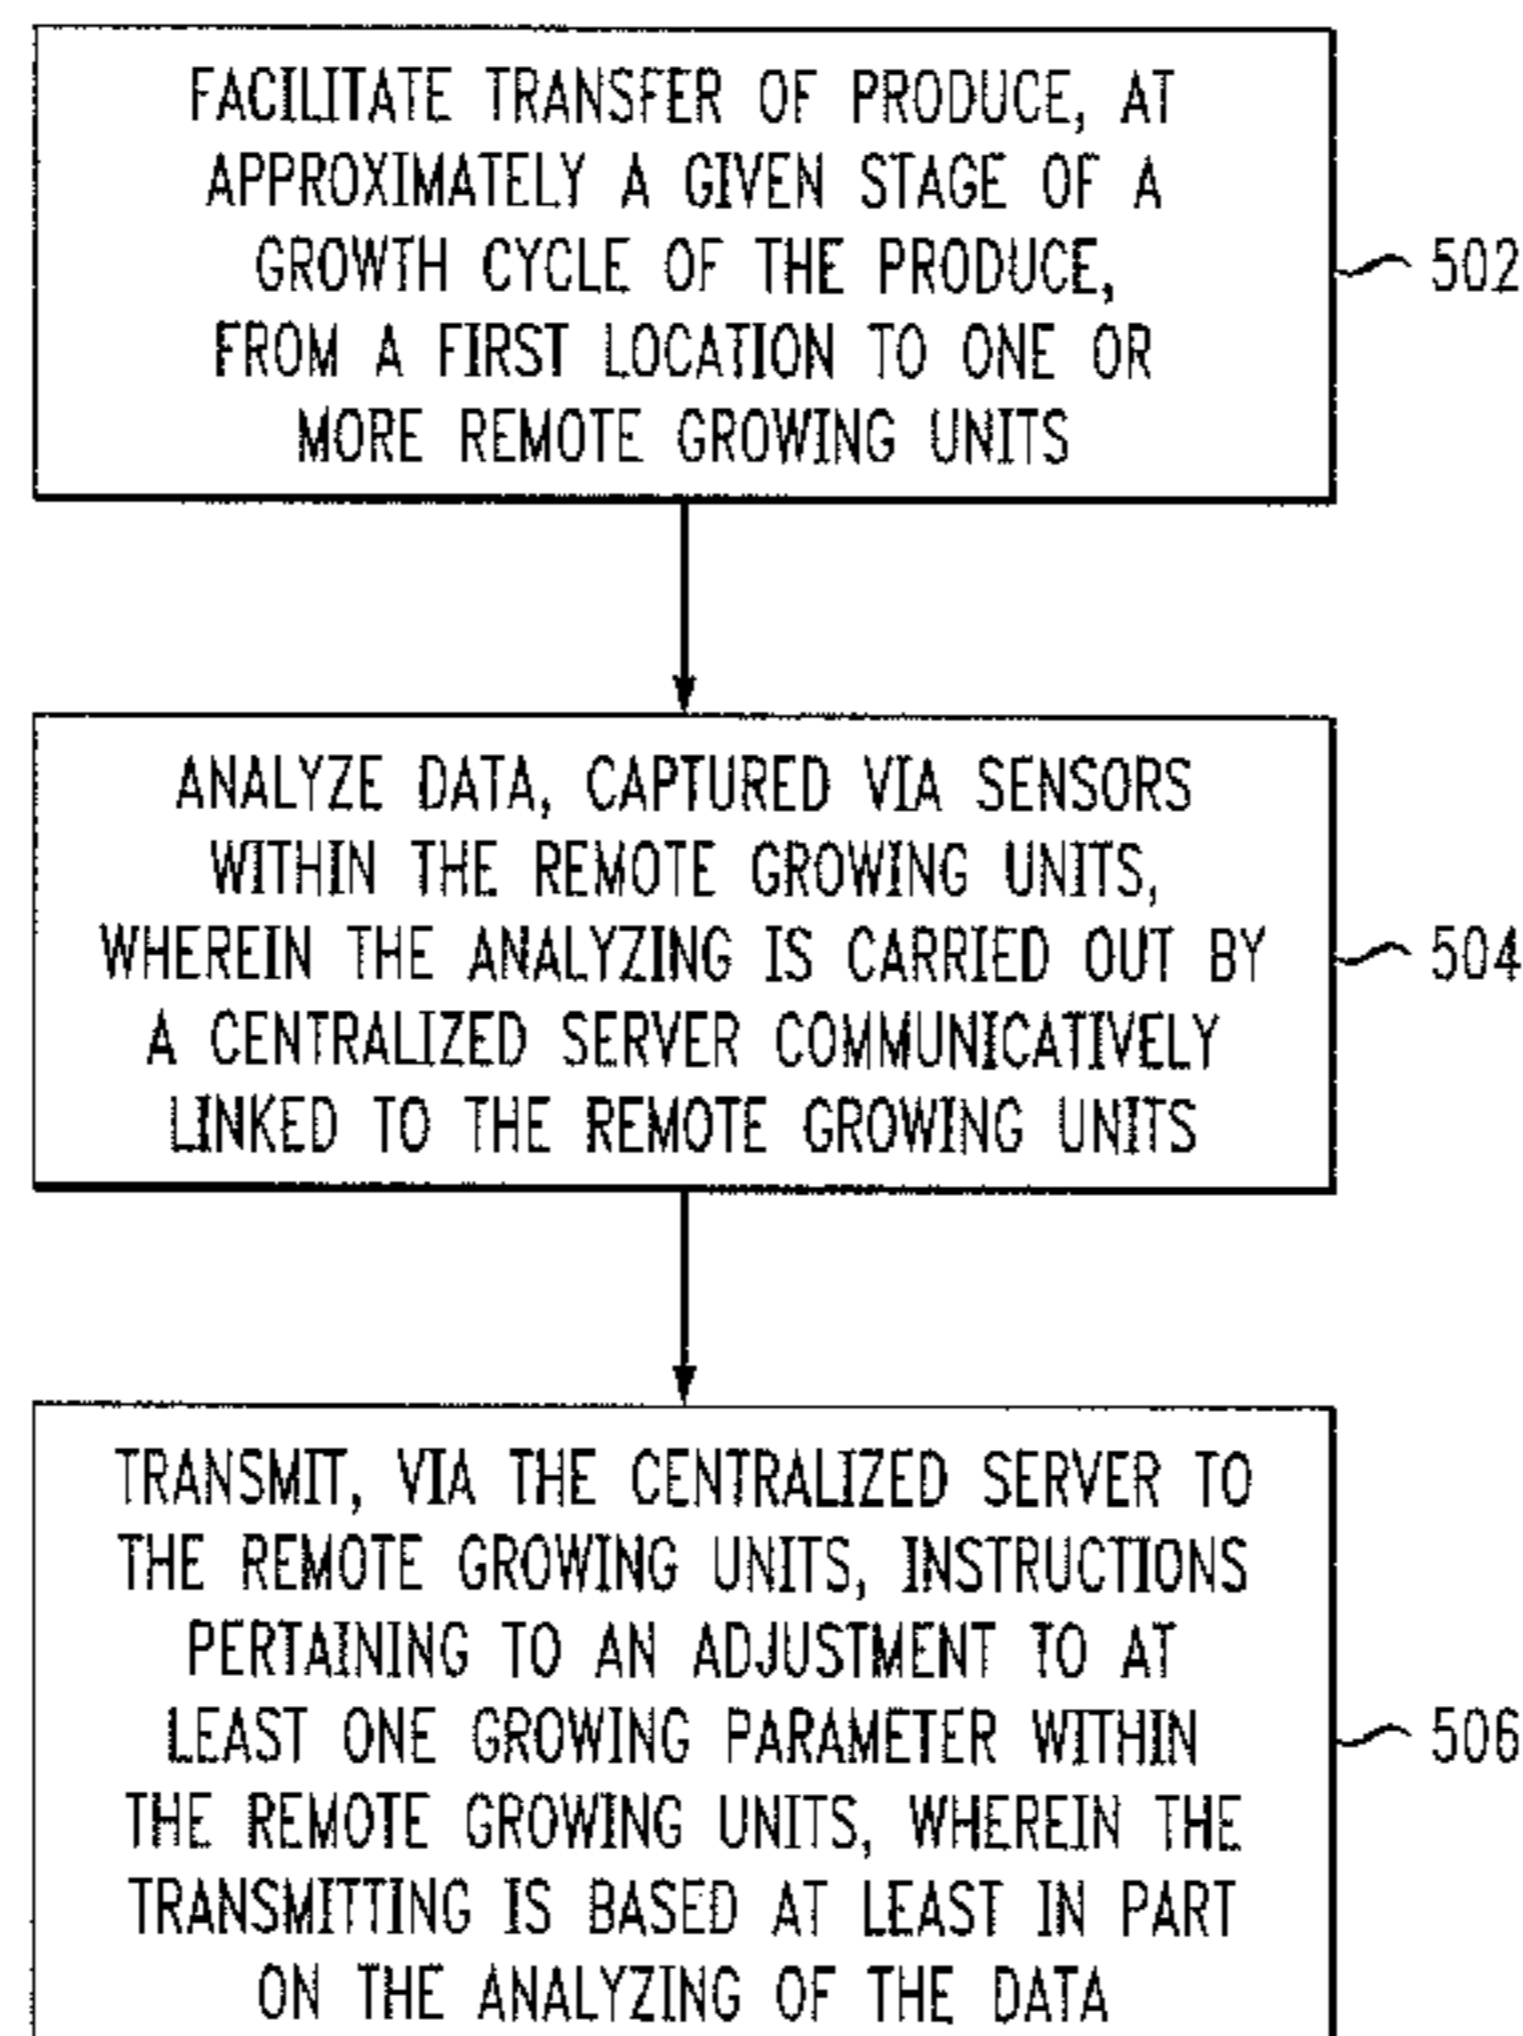 FACILITATE TRANSFER OF PRODUCE, AT
APPROXIMATELY A GIVEN STAGE OF A
GROWTH CYCLE OF THE PRODUCE,
FROM A FIRST LOCATION TO ONE OR
MORE REMOTE GROWING UNITS
502
ANALYZE DATA, CAPTURED VIA SENSORS
WITHIN THE REMOTE GROWING UNITS,
WHEREIN THE ANALYZING IS CARRIED OUT BY
A CENTRALIZED SERVER COMMUNICATIVELY
LINKED TO THE REMOTE GROWING UNITS
504
TRANSMIT, VIA THE CENTRALIZED SERVER TO
THE REMOTE GROWING UNITS, INSTRUCTIONS
PERTAINING TO AN ADJUSTMENT TO AT
LEAST ONE GROWING PARAMETER WITHIN
THE REMOTE GROWING UNITS, WHEREIN THE
TRANSMITTING IS BASED AT LEAST IN PART
ON THE ANALYZING OF THE DATA
506